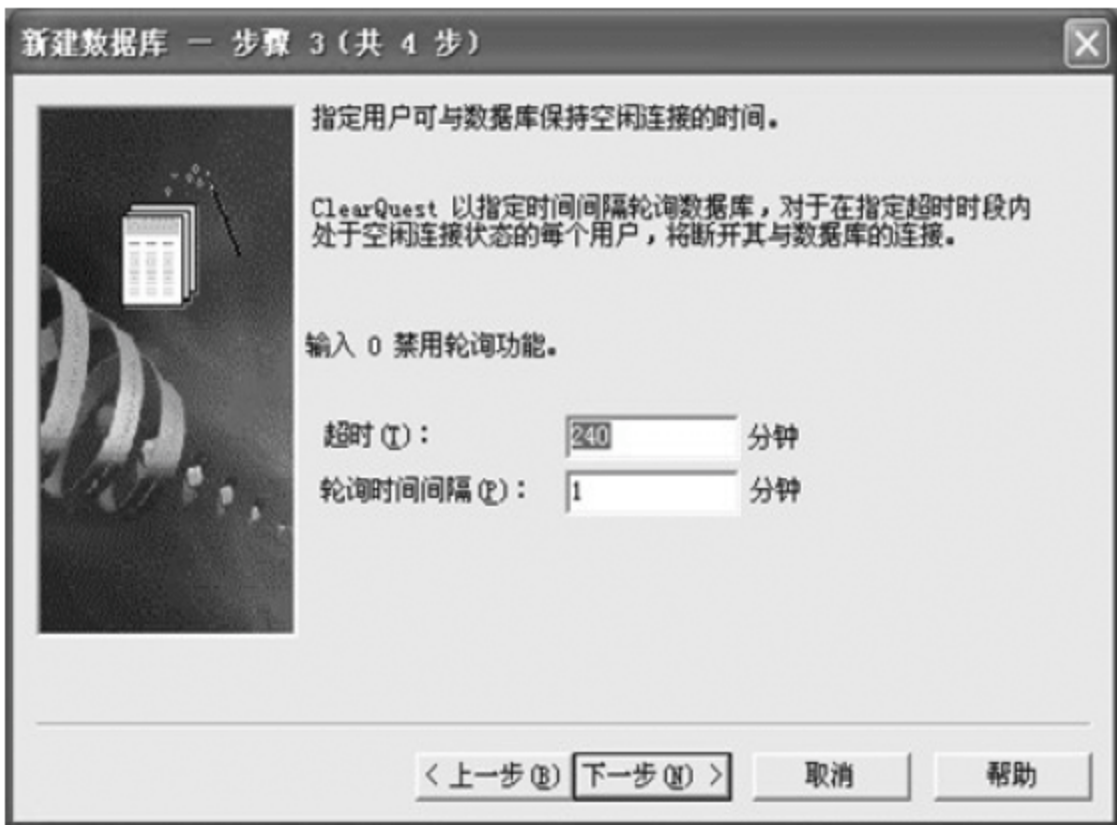 新建数据库 — 步骤 3(共 4 步)
指定用户可与数据库保持空闲连接的时间。
ClearQuest 以指定时间间隔轮询数据库,对于在指定超时时段内
处于空闲连接状态的每个用户,将断开其与数据库的连接。
输入 0 禁用轮询功能。
超时(T): 240 分钟
轮询时间间隔(P): 1 分钟
< 上一步(B) 下一步(N) > 取消 帮助